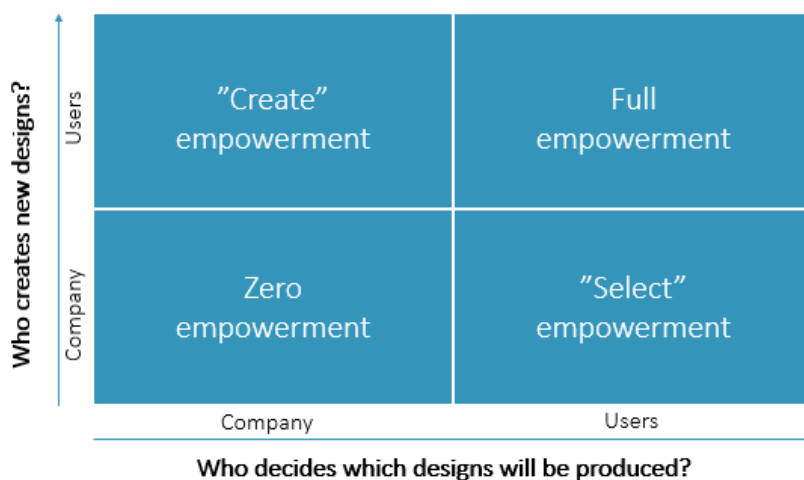 Who creates new designs?
Users
Company
”Create”
empowerment
Full
empowerment
Zero
empowerment
”Select”
empowerment
Company
Users
Who decides which designs will be produced?